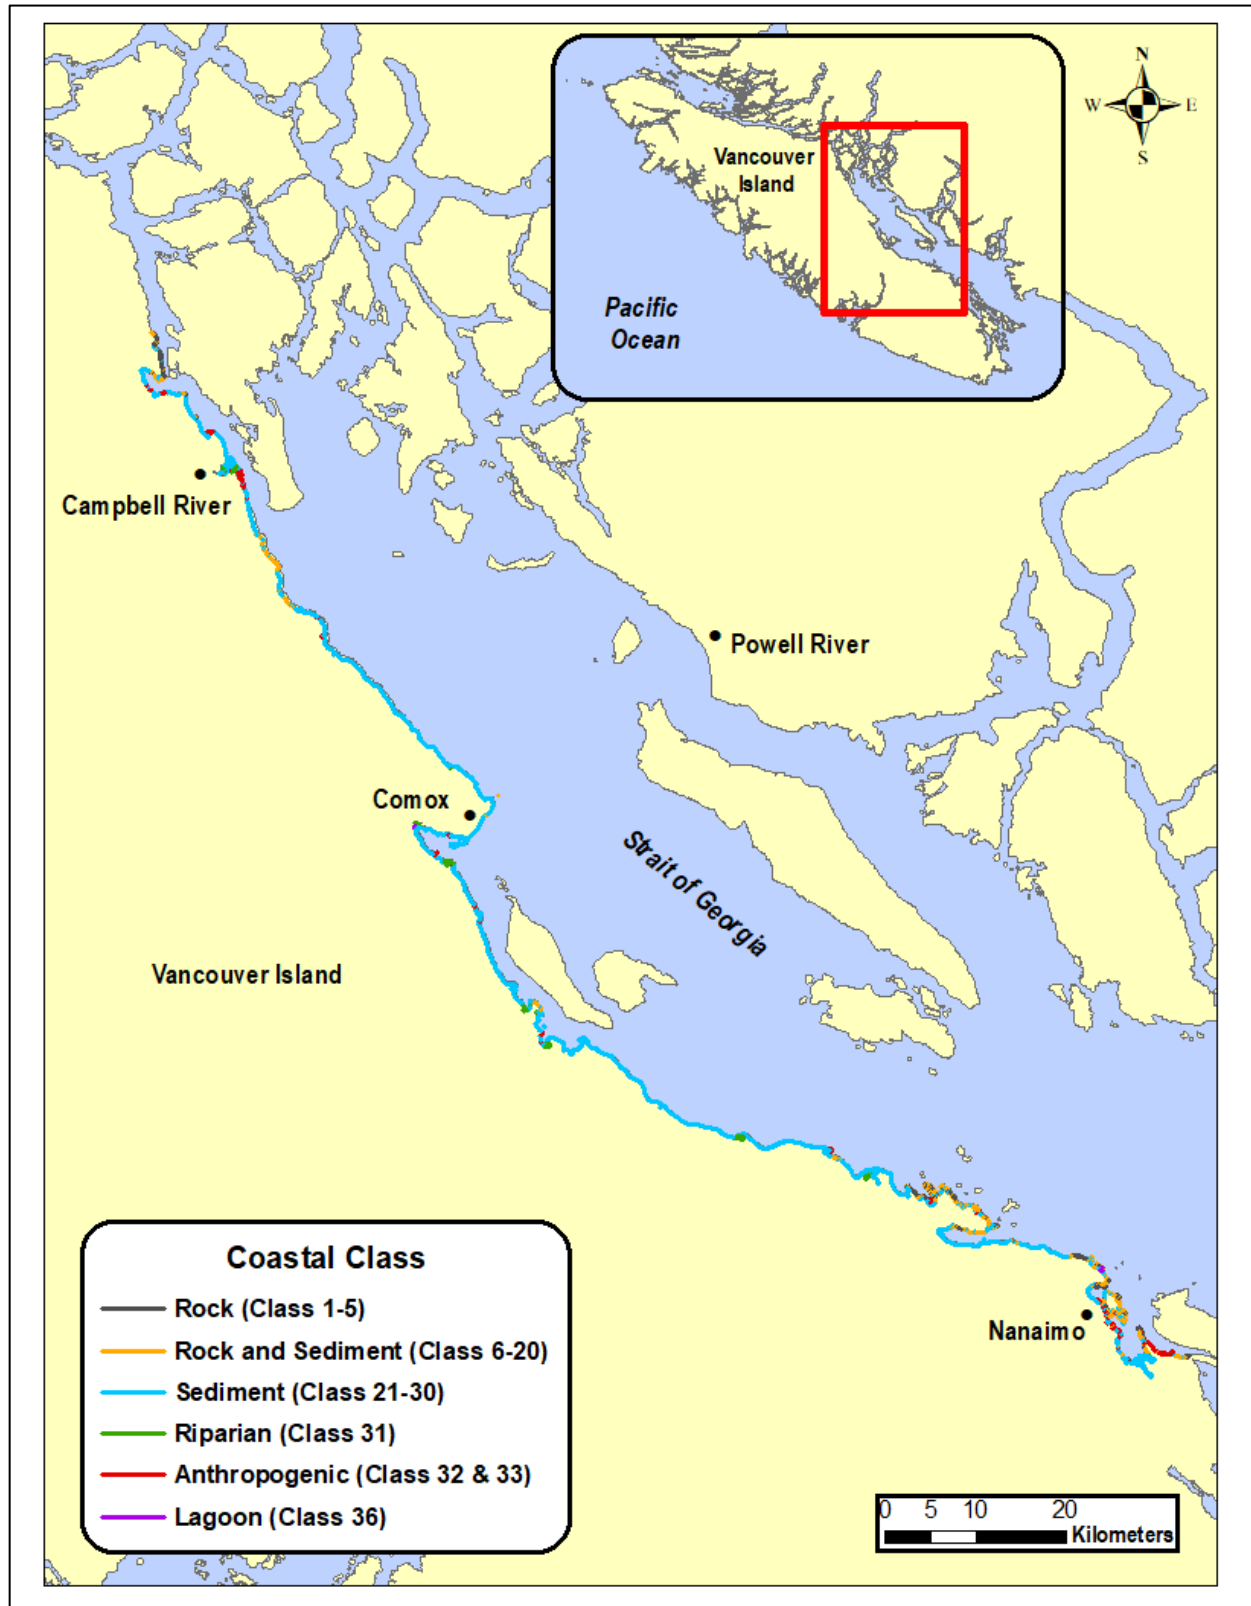 N
W E
S
Vancouver
Island
Pacific
Ocean
Campbell River
Powell River
Comox
Strait of Georgia
Vancouver Island
Nanaimo
Coastal Class
Rock (Class 1-5)
Rock and Sediment (Class 6-20)
Sediment (Class 21-30)
Riparian (Class 31)
Anthropogenic (Class 32 & 33)
Lagoon (Class 36)
0 5 10 20
Kilometers